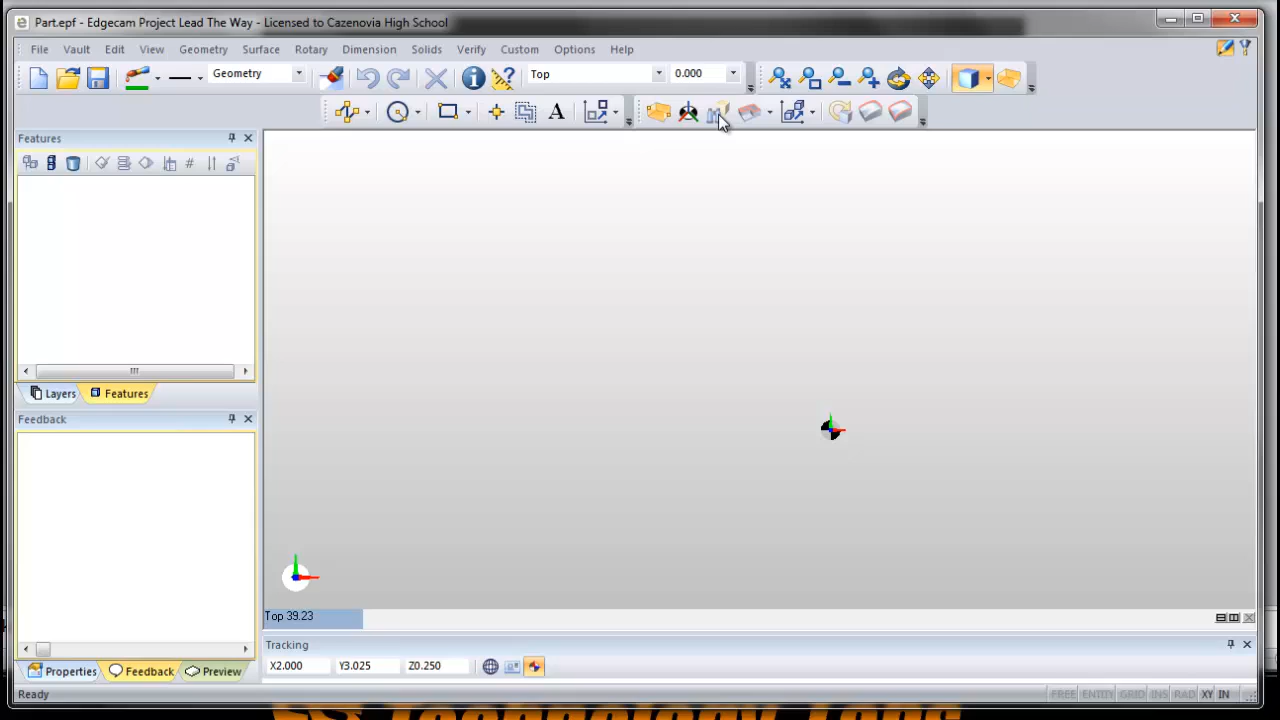 Part.epf - Edgecam Project Lead The Way - Licensed to Cazenovia High School
File Vault Edit View Geometry Surface Rotary Dimension Solids Verify Custom Options Help
Geometry Top 0.000
A
Features
#
Layers Features
Feedback
Top 39.23
Tracking
X2.000 Y3.025 Z0.250
Properties Feedback Preview
Ready FREE ENTITY GRID INS RAD XY IN